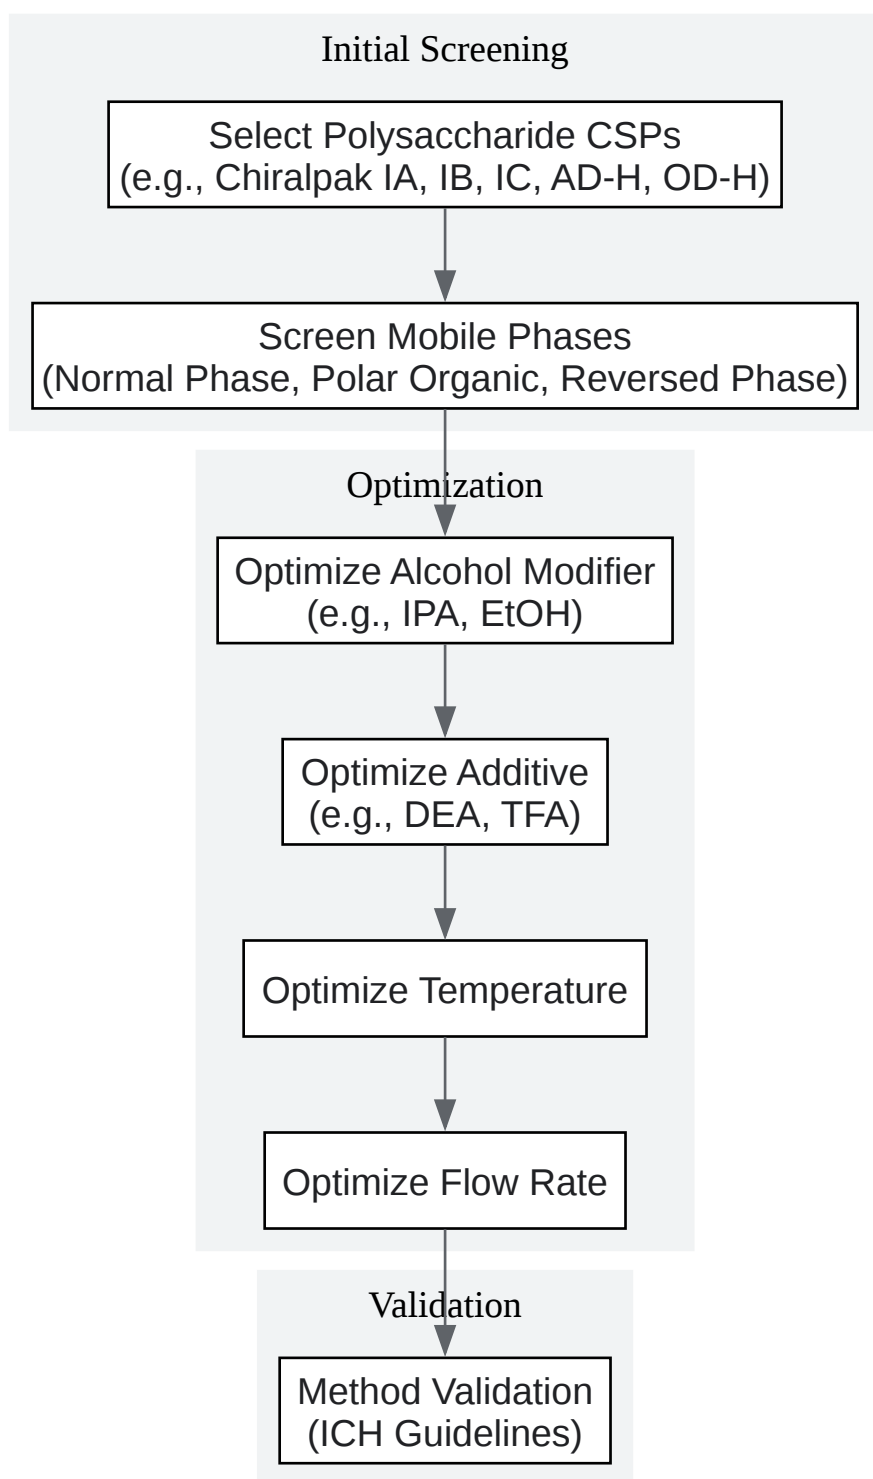 Initial Screening
Select Polysaccharide CSPs
(e.g., Chiralpak IA, IB, IC, AD-H, OD-H)
Screen Mobile Phases
(Normal Phase, Polar Organic, Reversed Phase)
Optimization
Optimize Alcohol Modifier
(e.g., IPA, EtOH)
Optimize Additive
(e.g., DEA, TFA)
Optimize Temperature
Optimize Flow Rate
Validation
Method Validation
(ICH Guidelines)